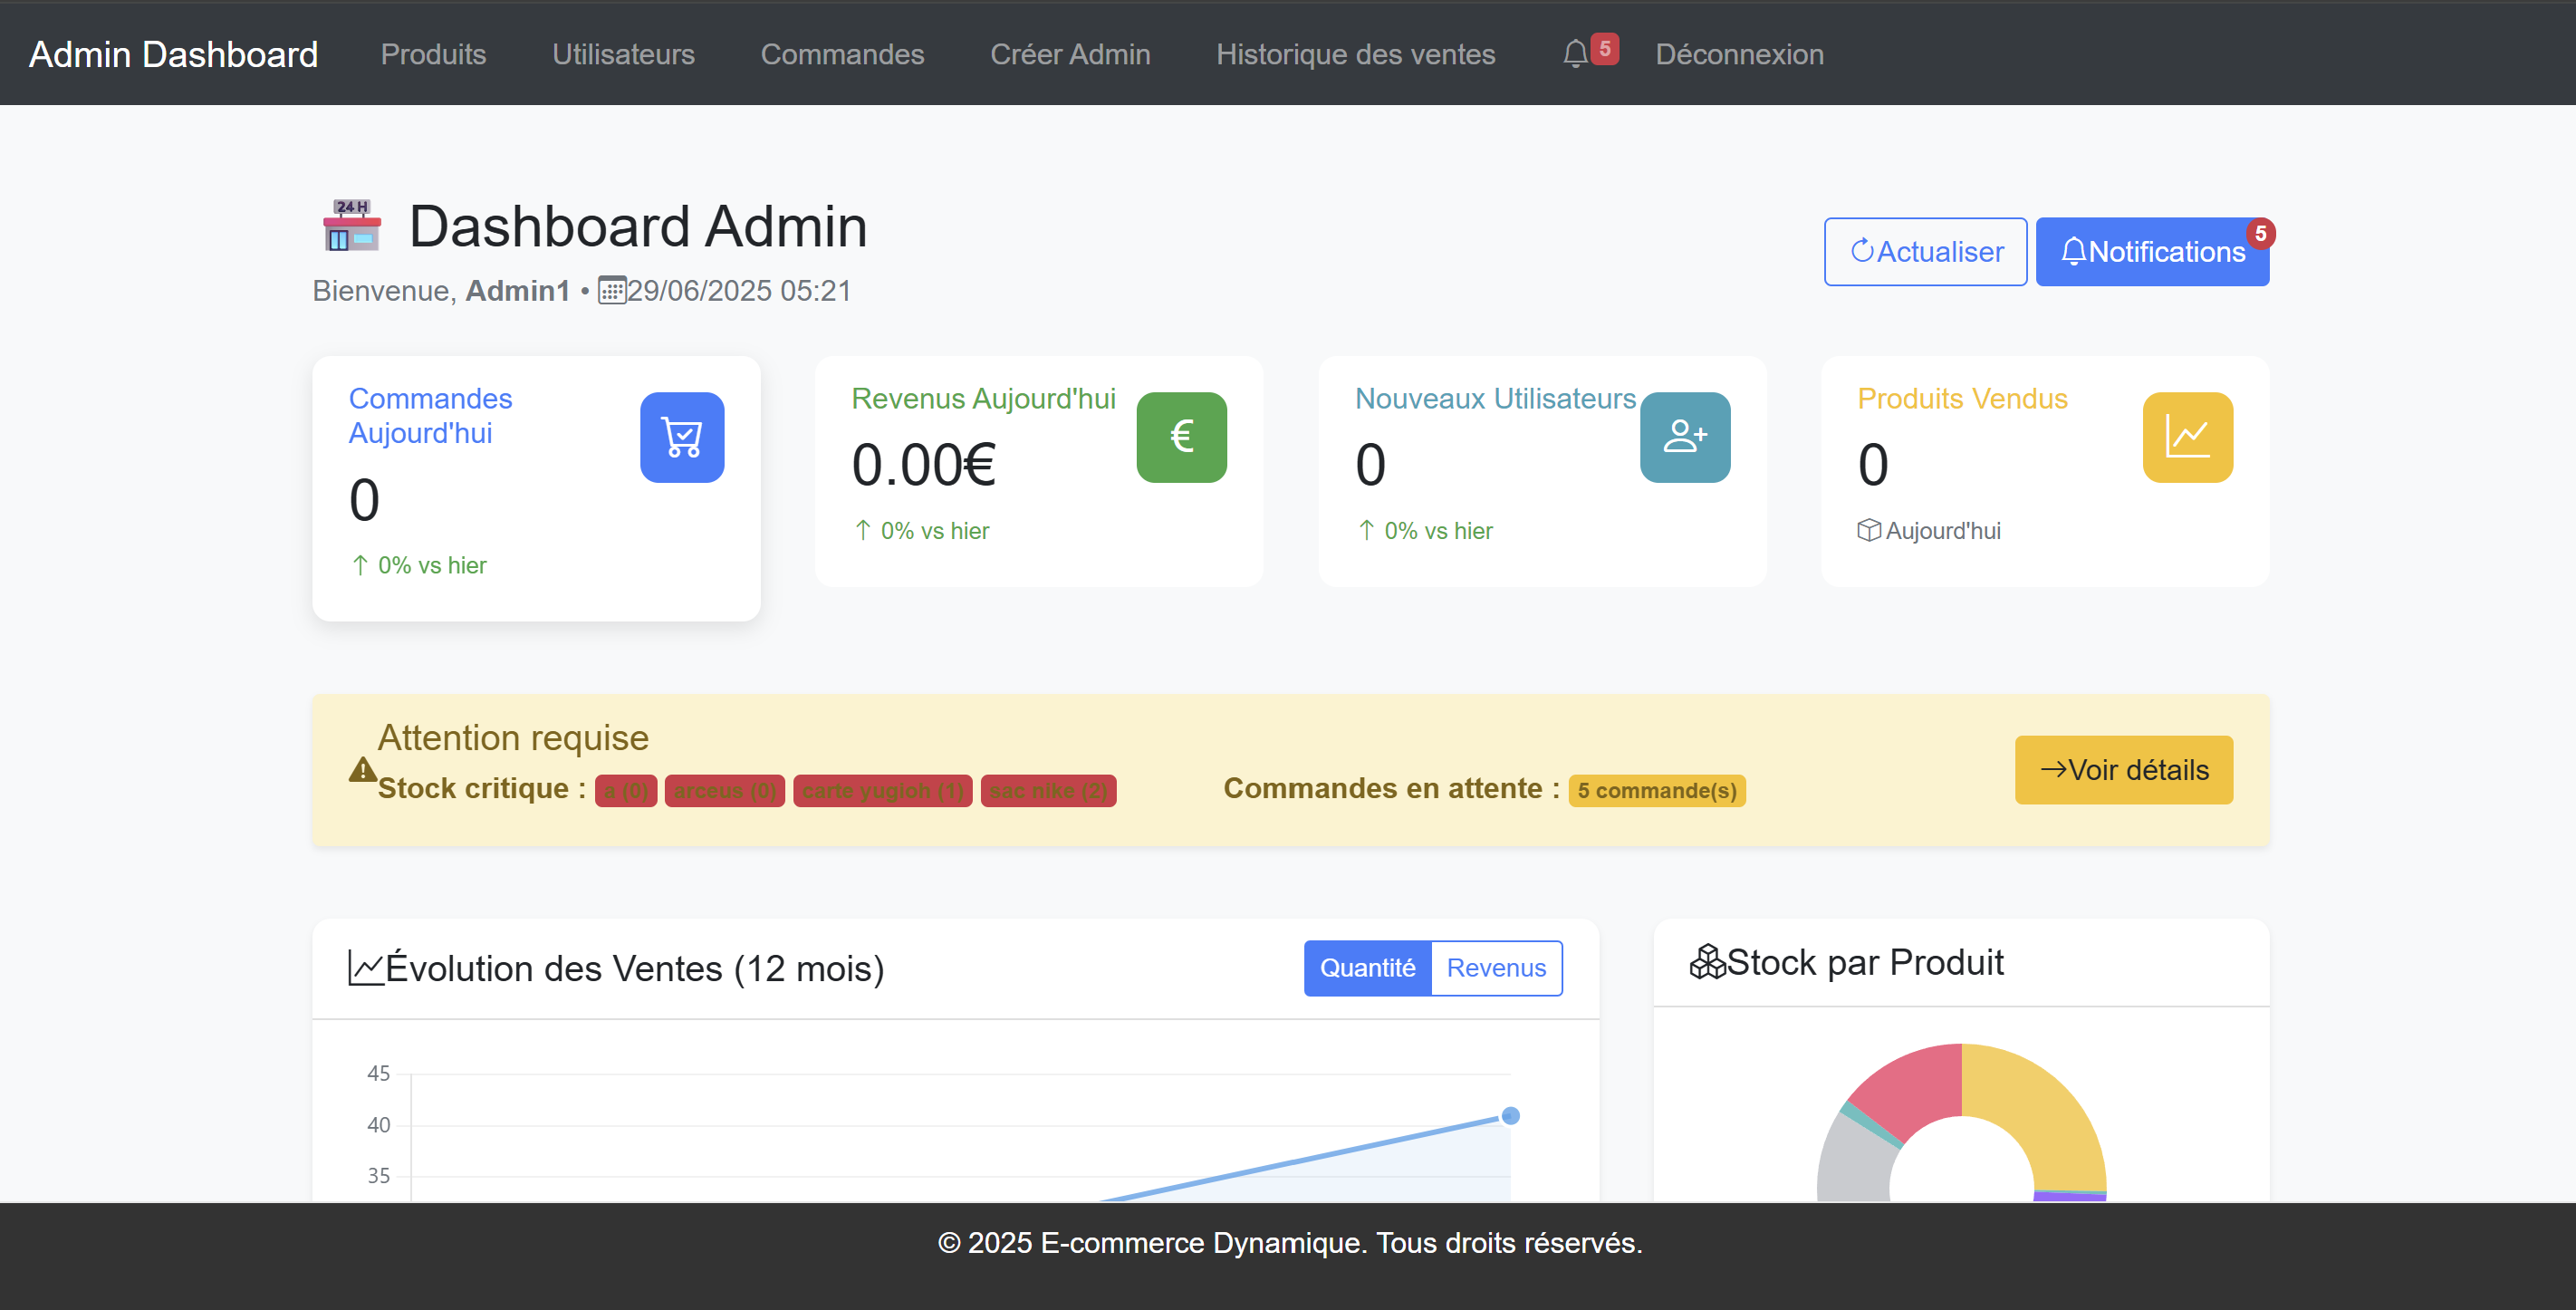 Admin Dashboard Produits Utilisateurs Commandes Créer Admin Historique des ventes 5 Déconnexion
24 H
Dashboard Admin
Bienvenue, Admin1 • 29/06/2025 05:21
Actualiser
Notifications 5
Commandes
Aujourd'hui
0
↑ 0% vs hier
Revenus Aujourd'hui
0.00€
€
↑ 0% vs hier
Nouveaux Utilisateurs
0
↑ 0% vs hier
Produits Vendus
0
Aujourd'hui
Attention requise
Stock critique : a (0) arceus (0) carte yugioh (1) sac nike (2)
Commandes en attente : 5 commande(s)
→Voir détails
Évolution des Ventes (12 mois)
Quantité Revenus
45
40
35
Stock par Produit
© 2025 E-commerce Dynamique. Tous droits réservés.